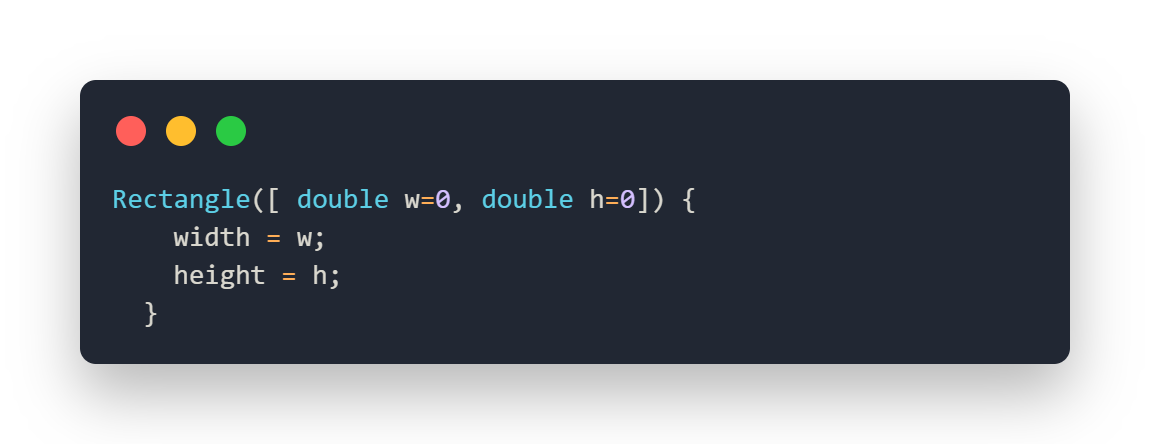 Rectangle([ double w=0, double h=0]) {
    width = w;
    height = h;
  }